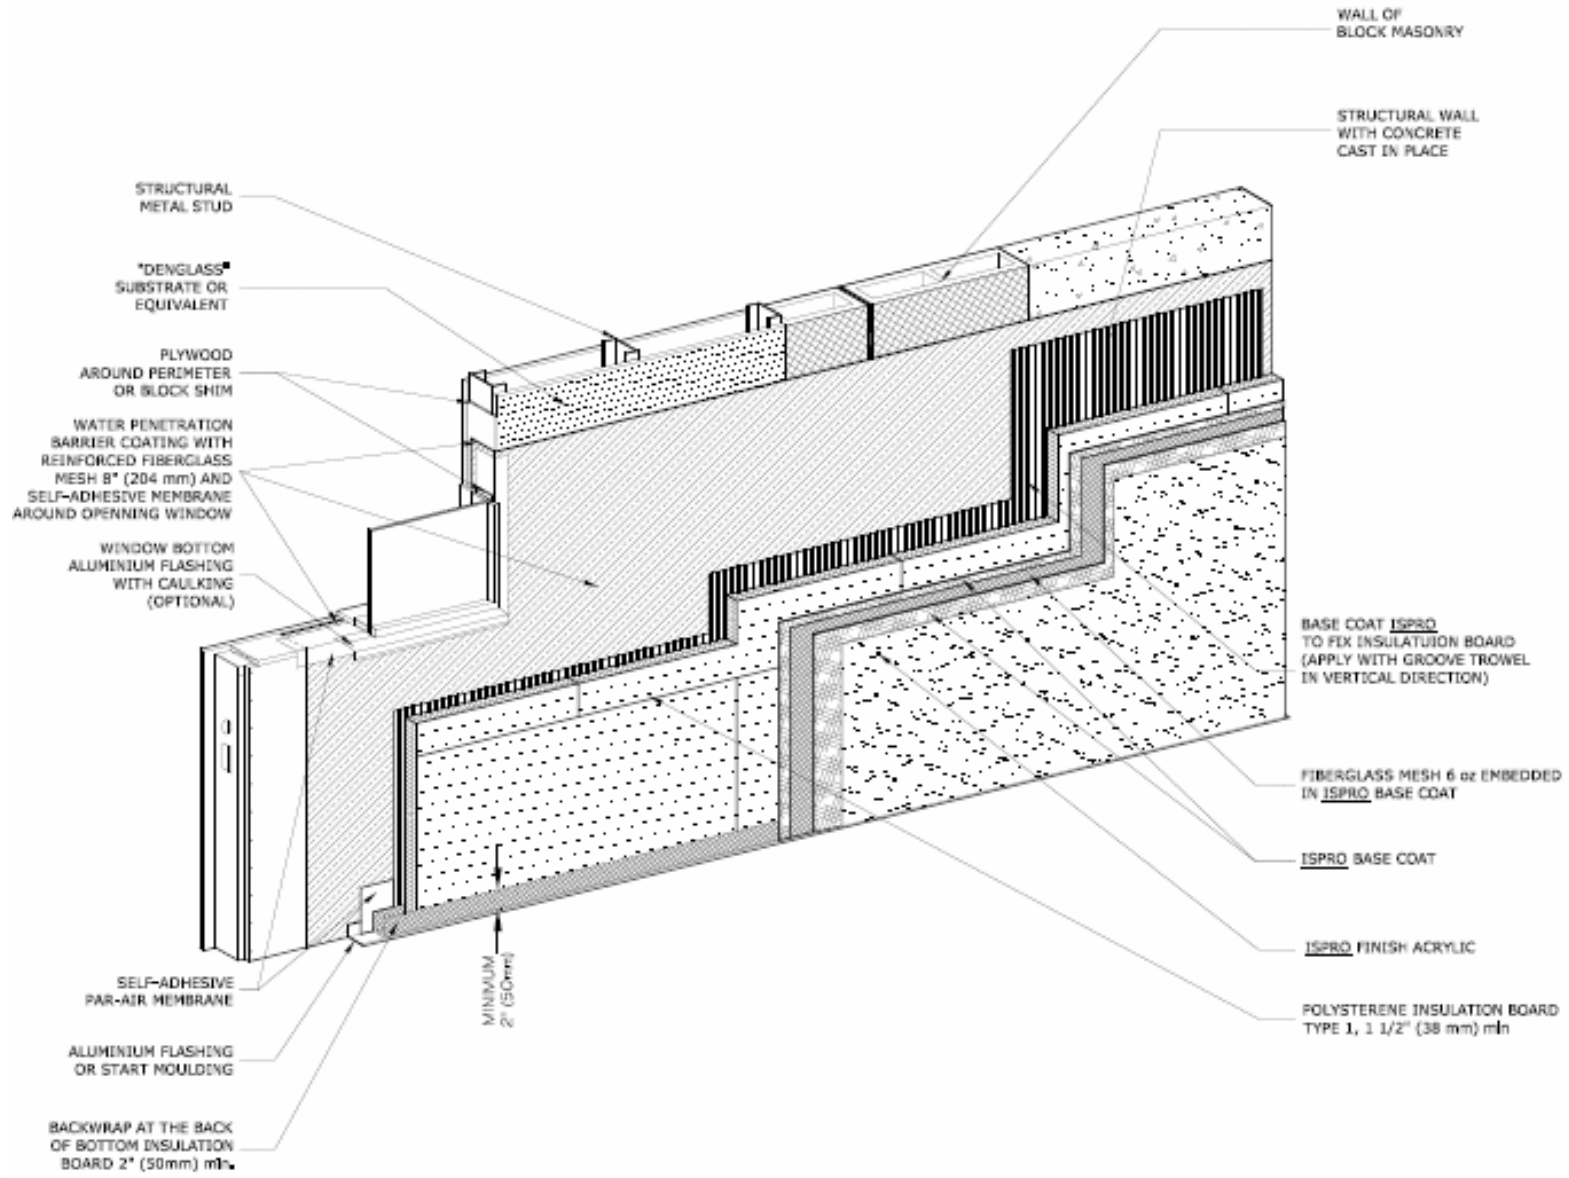 WALL OF
BLOCK MASONRY
STRUCTURAL WALL
WITH CONCRETE
CAST IN PLACE
STRUCTURAL
METAL STUD
"DENGLASS"
SUBSTRATE OR
EQUIVALENT
PLYWOOD
AROUND PERIMETER
OR BLOCK SHIM
WATER PENETRATION
BARRIER COATING WITH
REINFORCED FIBERGLASS
MESH 8" (204 mm) AND
SELF-ADHESIVE MEMBRANE
AROUND OPENNING WINDOW
WINDOW BOTTOM
ALUMINIUM FLASHING
WITH CAULKING
(OPTIONAL)
BASE COAT ISPRO
TO FIX INSULATUION BOARD
(APPLY WITH GROOVE TROWEL
IN VERTICAL DIRECTION)
FIBERGLASS MESH 6 oz EMBEDDED
IN ISPRO BASE COAT
ISPRO BASE COAT
ISPRO FINISH ACRYLIC
POLYSTERENE INSULATION BOARD
TYPE 1, 1 1/2" (38 mm) min
SELF-ADHESIVE
PAR-AIR MEMBRANE
MINIMUM
2" (50mm)
ALUMINIUM FLASHING
OR START MOULDING
BACKWRAP AT THE BACK
OF BOTTOM INSULATION
BOARD 2" (50mm) min.